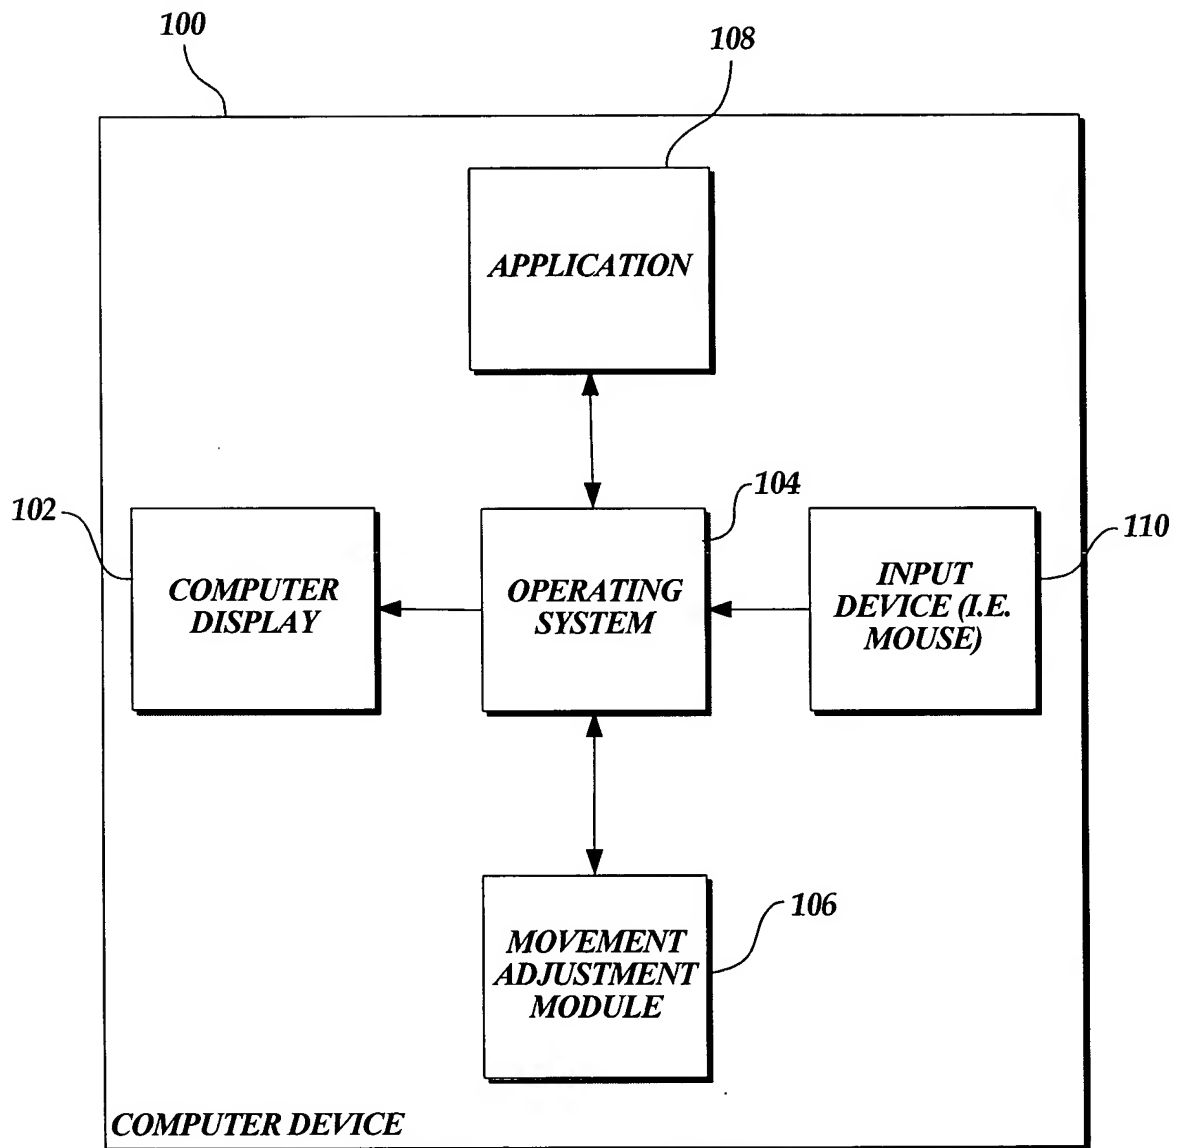 100
108
APPLICATION
102
104
110
COMPUTER
DISPLAY
OPERATING
SYSTEM
INPUT
DEVICE (I.E.
MOUSE)
106
MOVEMENT
ADJUSTMENT
MODULE
COMPUTER DEVICE